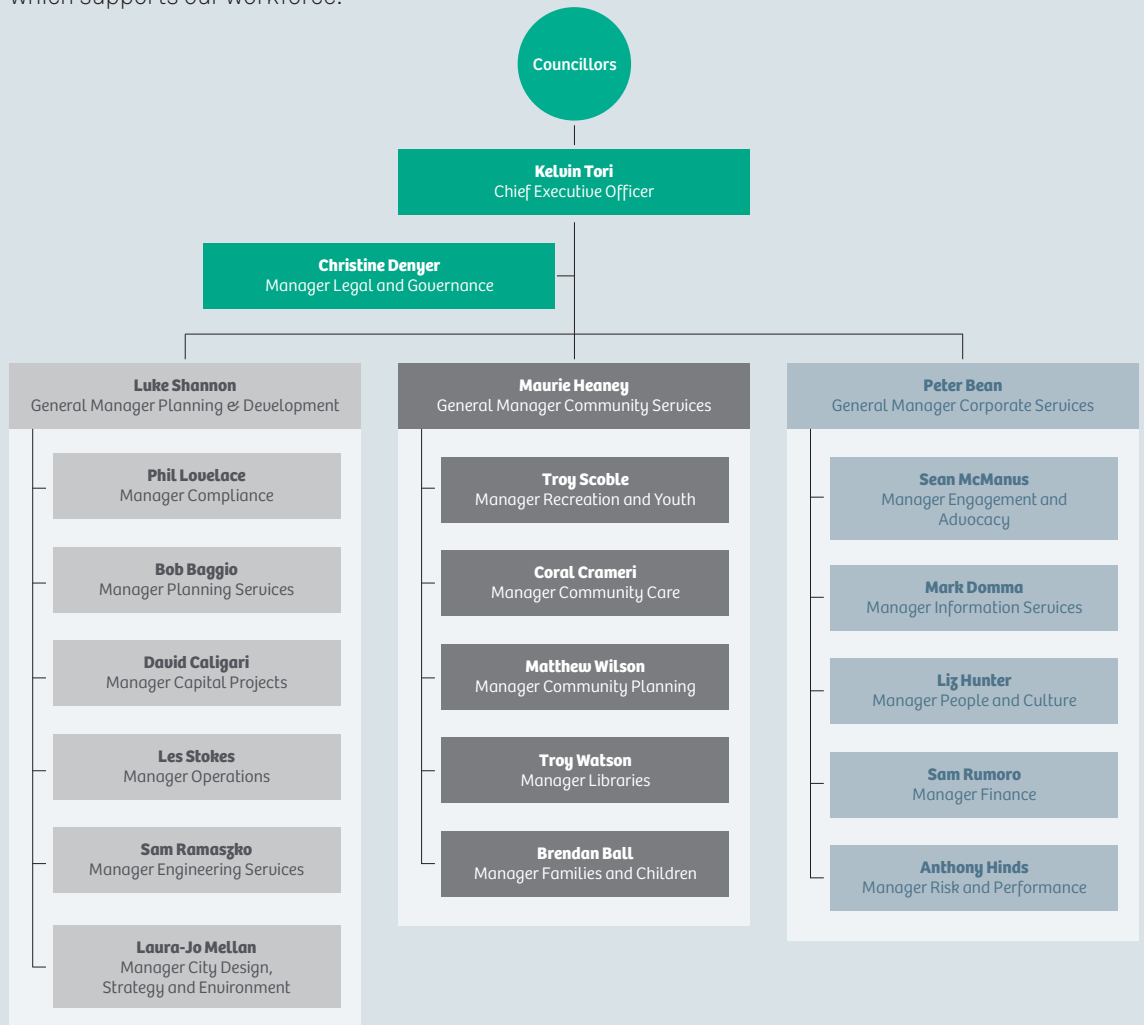 which supports our workforce.
Councillors
Kelvin Tori
Chief Executive Officer
Christine Denyer
Manager Legal and Governance
Luke Shannon
General Manager Planning & Development
Phil Lovelace
Manager Compliance
Bob Baggio
Manager Planning Services
David Caligari
Manager Capital Projects
Les Stokes
Manager Operations
Sam Ramaszko
Manager Engineering Services
Laura-Jo Mellan
Manager City Design,
Strategy and Environment
Maurie Heaney
General Manager Community Services
Troy Scoble
Manager Recreation and Youth
Coral Crameri
Manager Community Care
Matthew Wilson
Manager Community Planning
Troy Watson
Manager Libraries
Brendan Ball
Manager Families and Children
Peter Bean
General Manager Corporate Services
Sean McManus
Manager Engagement and
Advocacy
Mark Domma
Manager Information Services
Liz Hunter
Manager People and Culture
Sam Rumoro
Manager Finance
Anthony Hinds
Manager Risk and Performance